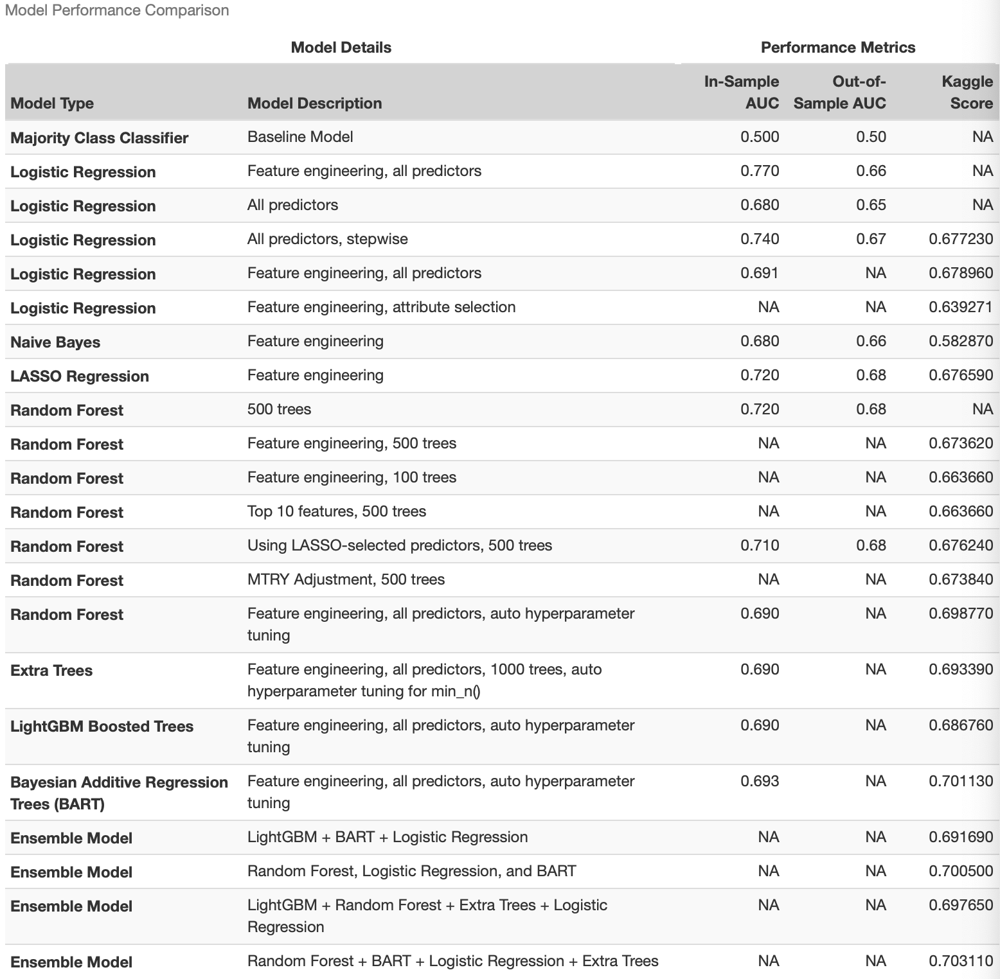 Model Performance Comparison
Model Details Performance Metrics
Model Type Model Description In-Sample AUC Out-of-Sample AUC Kaggle Score
Majority Class Classifier Baseline Model 0.500 0.50 NA
Logistic Regression Feature engineering, all predictors 0.770 0.66 NA
Logistic Regression All predictors 0.680 0.65 NA
Logistic Regression All predictors, stepwise 0.740 0.67 0.677230
Logistic Regression Feature engineering, all predictors 0.691 NA 0.678960
Logistic Regression Feature engineering, attribute selection NA NA 0.639271
Naive Bayes Feature engineering 0.680 0.66 0.582870
LASSO Regression Feature engineering 0.720 0.68 0.676590
Random Forest 500 trees 0.720 0.68 NA
Random Forest Feature engineering, 500 trees NA NA 0.673620
Random Forest Feature engineering, 100 trees NA NA 0.663660
Random Forest Top 10 features, 500 trees NA NA 0.663660
Random Forest Using LASSO-selected predictors, 500 trees 0.710 0.68 0.676240
Random Forest MTRY Adjustment, 500 trees NA NA 0.673840
Random Forest Feature engineering, all predictors, auto hyperparameter 0.690 NA 0.698770
tuning
Extra Trees Feature engineering, all predictors, 1000 trees, auto 0.690 NA 0.693390
hyperparameter tuning for min_n()
LightGBM Boosted Trees Feature engineering, all predictors, auto hyperparameter 0.690 NA 0.686760
tuning
Bayesian Additive Regression Feature engineering, all predictors, auto hyperparameter 0.693 NA 0.701130
Trees (BART) tuning
Ensemble Model LightGBM + BART + Logistic Regression NA NA 0.691690
Ensemble Model Random Forest, Logistic Regression, and BART NA NA 0.700500
Ensemble Model LightGBM + Random Forest + Extra Trees + Logistic NA NA 0.697650
Regression
Ensemble Model Random Forest + BART + Logistic Regression + Extra Trees NA NA 0.703110